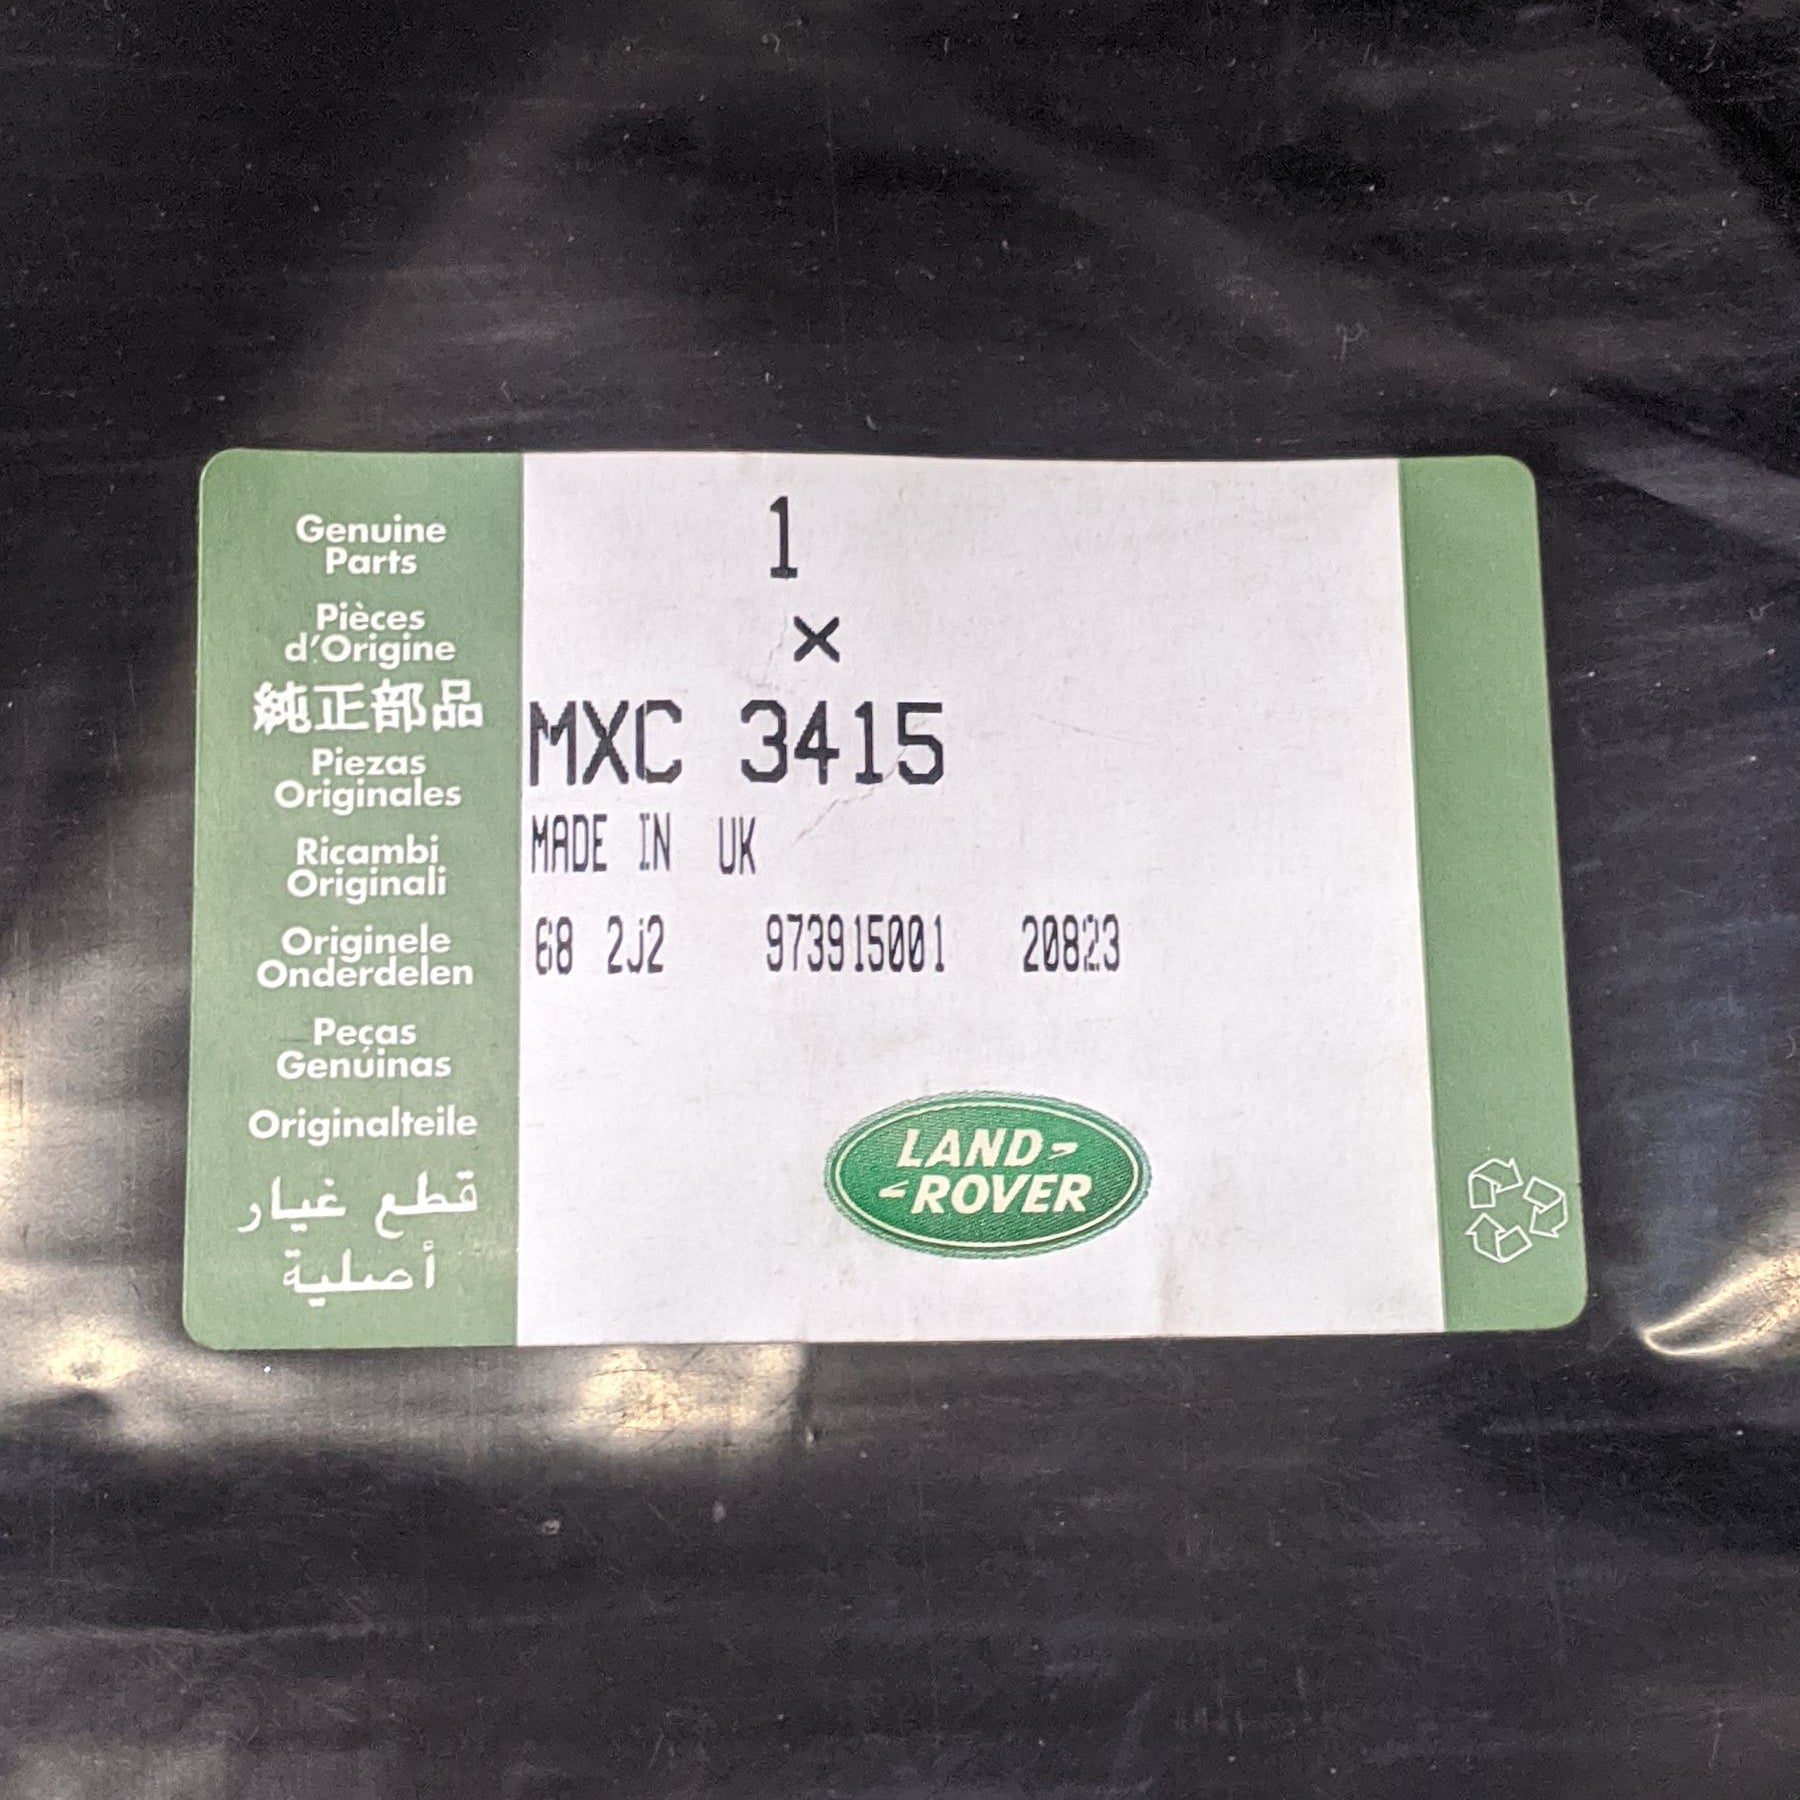 Genuine
Parts
Pièces
d'Origine
純正部品
Piezas
Originales
Ricambi
Originali
Originele
Onderdelen
Peças
Genúinas
Originalteile
قطع غيار
أصلية
1
×
MXC 3415
MADE IN UK
68 2J2 973915001 20823
LAND-
-ROVER